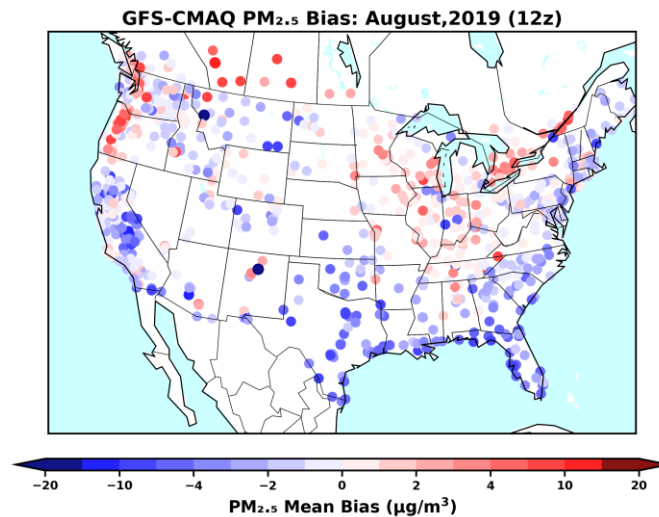 GFS-CMAQ PM₂.₅ Bias: August,2019 (12z)
−20 −10 −4 −2 0 2 4 10 20
PM₂.₅ Mean Bias (μg/m³)